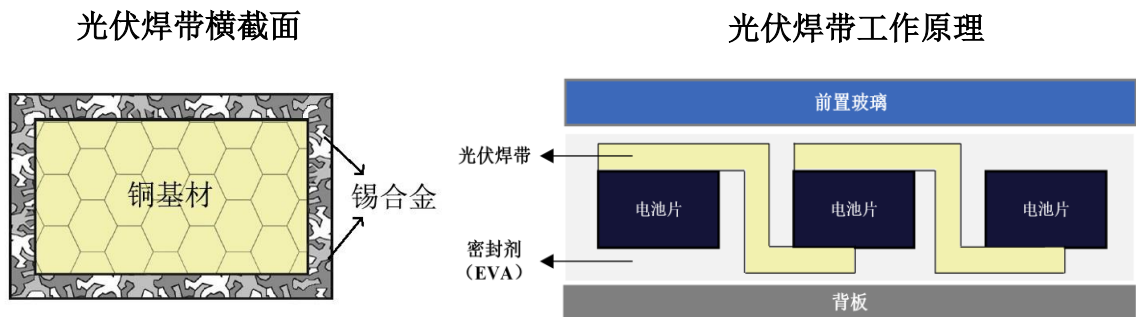 光伏焊带横截面
铜基材
锡合金
光伏焊带工作原理
前置玻璃
光伏焊带
电池片
电池片
电池片
密封剂
（EVA）
背板